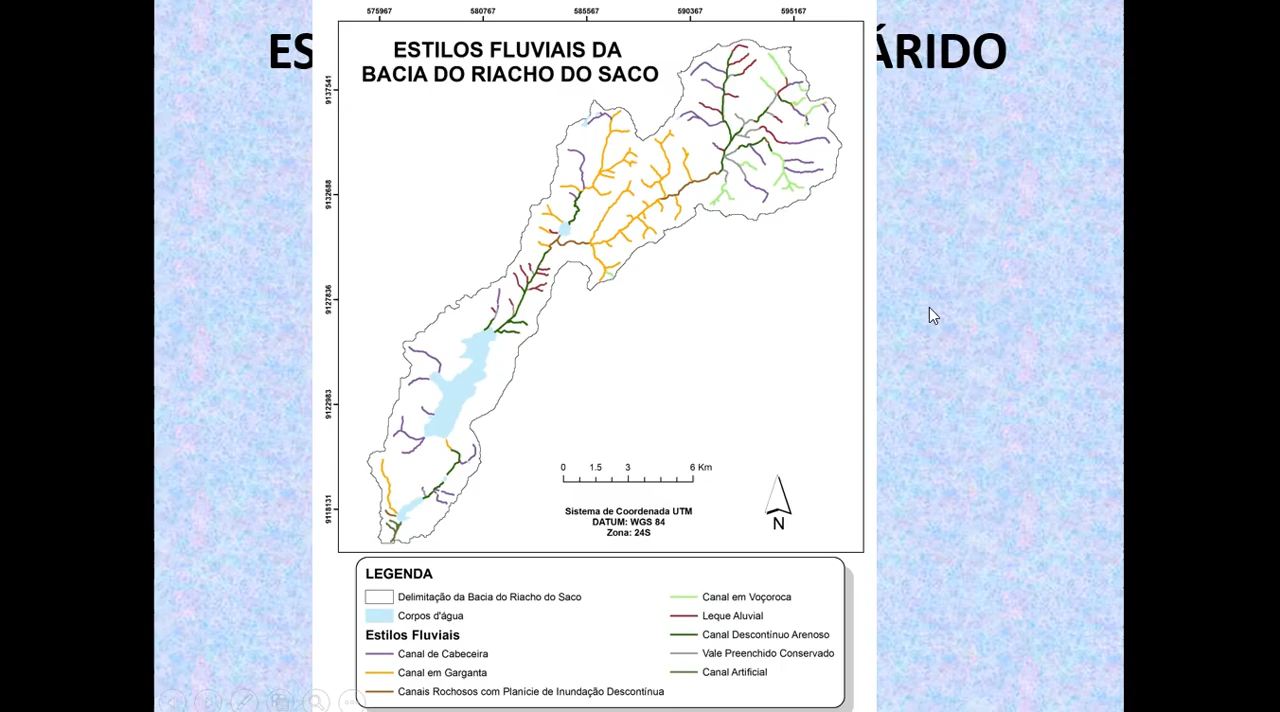 575967 580767 585567 590367 595167
ES ÁRIDO
ESTILOS FLUVIAIS DA
BACIA DO RIACHO DO SACO
9137541
9132688
9127836
9122983
9118131
0 1.5 3 6 Km
Sistema de Coordenada UTM
DATUM: WGS 84
Zona: 24S
N
LEGENDA
Delimitação da Bacia do Riacho do Saco
Corpos d'água
Estilos Fluviais
Canal de Cabeceira
Canal em Garganta
Canais Rochosos com Planície de Inundação Descontínua
Canal em Voçoroca
Leque Aluvial
Canal Descontínuo Arenoso
Vale Preenchido Conservado
Canal Artificial